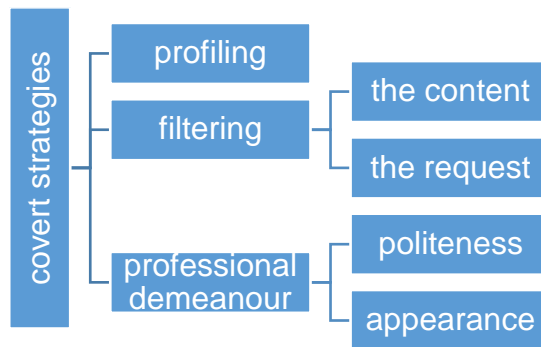 covert strategies
profiling
filtering
the content
the request
professional
demeanour
politeness
appearance